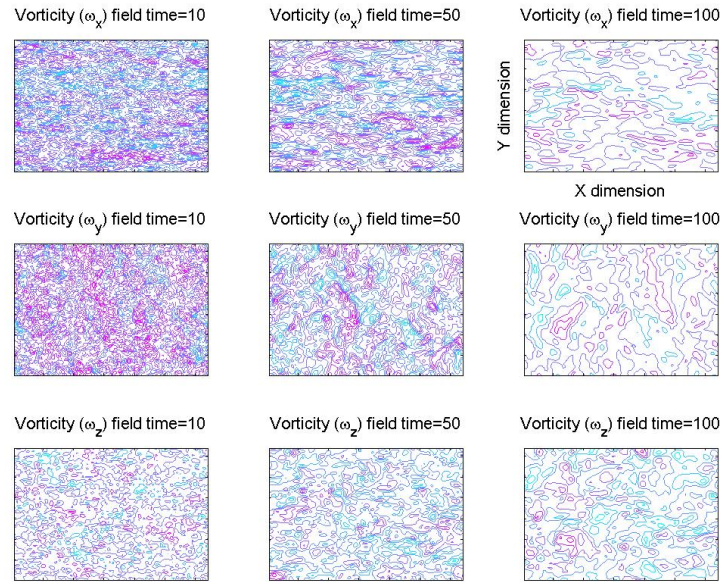 Vorticity (ωx) field time=10
Vorticity (ωx) field time=50
Vorticity (ωx) field time=100
Y dimension
X dimension
Vorticity (ωy) field time=10
Vorticity (ωy) field time=50
Vorticity (ωy) field time=100
Vorticity (ωz) field time=10
Vorticity (ωz) field time=50
Vorticity (ωz) field time=100